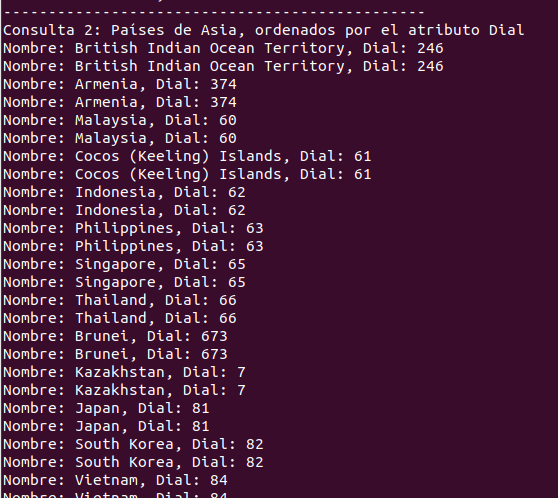 -----------------------------------------------
Consulta 2: Países de Asia, ordenados por el atributo Dial
Nombre: British Indian Ocean Territory, Dial: 246
Nombre: British Indian Ocean Territory, Dial: 246
Nombre: Armenia, Dial: 374
Nombre: Armenia, Dial: 374
Nombre: Malaysia, Dial: 60
Nombre: Malaysia, Dial: 60
Nombre: Cocos (Keeling) Islands, Dial: 61
Nombre: Cocos (Keeling) Islands, Dial: 61
Nombre: Indonesia, Dial: 62
Nombre: Indonesia, Dial: 62
Nombre: Philippines, Dial: 63
Nombre: Philippines, Dial: 63
Nombre: Singapore, Dial: 65
Nombre: Singapore, Dial: 65
Nombre: Thailand, Dial: 66
Nombre: Thailand, Dial: 66
Nombre: Brunei, Dial: 673
Nombre: Brunei, Dial: 673
Nombre: Kazakhstan, Dial: 7
Nombre: Kazakhstan, Dial: 7
Nombre: Japan, Dial: 81
Nombre: Japan, Dial: 81
Nombre: South Korea, Dial: 82
Nombre: South Korea, Dial: 82
Nombre: Vietnam, Dial: 84
Nombre: Vietnam, Dial: 84